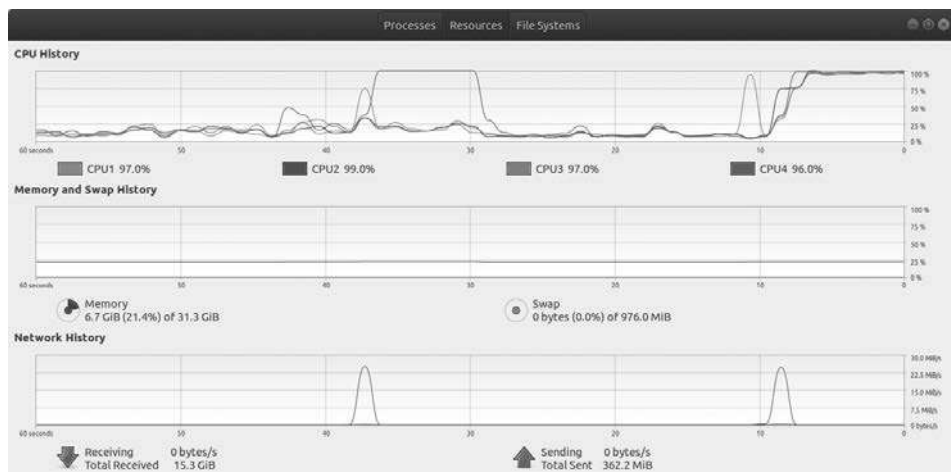 Processes Resources File Systems
CPU History
100 %
75 %
50 %
25 %
0 %
60 seconds 50 40 30 20 10 0
CPU1 97.0% CPU2 99.0% CPU3 97.0% CPU4 96.0%
Memory and Swap History
100 %
75 %
50 %
25 %
0 %
60 seconds 50 40 30 20 10 0
Memory
6.7 GiB (21.4%) of 31.3 GiB
Swap
0 bytes (0.0%) of 976.0 MiB
Network History
30.0 MiB/s
22.5 MiB/s
15.0 MiB/s
7.5 MiB/s
0 bytes/s
60 seconds 50 40 30 20 10 0
Receiving 0 bytes/s
Total Received 15.3 GiB
Sending 0 bytes/s
Total Sent 362.2 MiB